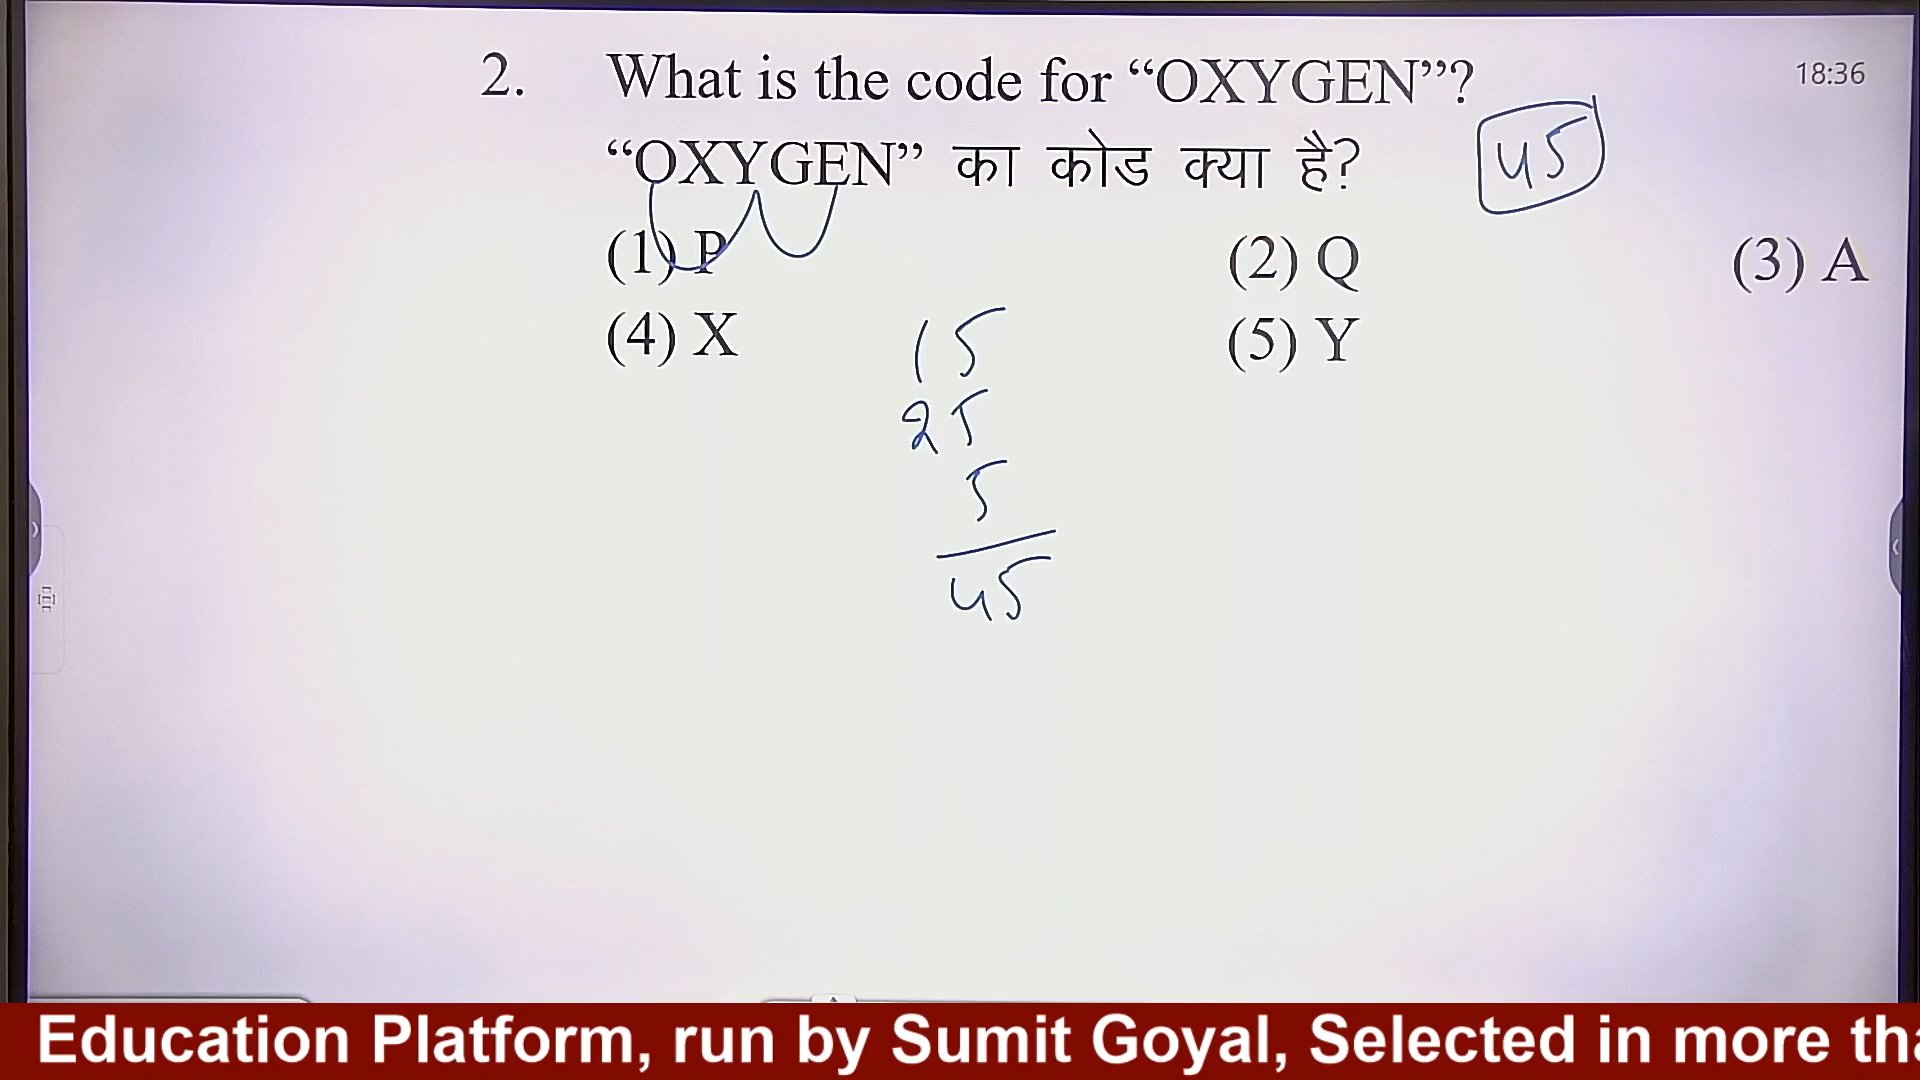 2. What is the code for “OXYGEN”?
18:36
“OXYGEN” का कोड क्या है?
45
(1) P (2) Q (3) A
(4) X (5) Y
15
25
5
45
Education Platform, run by Sumit Goyal, Selected in more tha